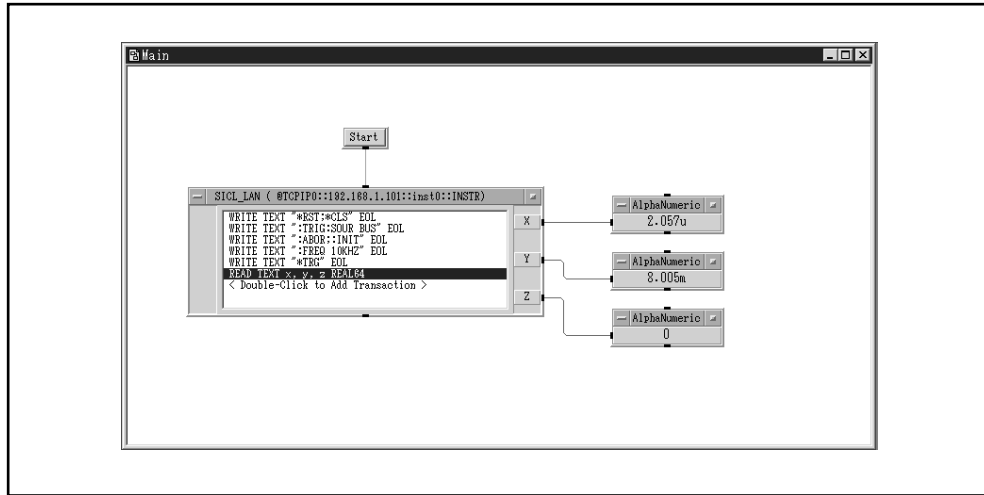 Main
Start
SICL_LAN ( @TCPIP0::192.168.1.101::inst0::INSTR)
WRITE TEXT "*RST;*CLS" EOL
WRITE TEXT ":TRIG:SOUR BUS" EOL
WRITE TEXT ":ABOR;:INIT" EOL
WRITE TEXT ":FREQ 10KHZ" EOL
WRITE TEXT "*TRG" EOL
READ TEXT x, y, z REAL64
< Double-Click to Add Transaction >
X
Y
Z
AlphaNumeric
2.057u
AlphaNumeric
8.005m
AlphaNumeric
0